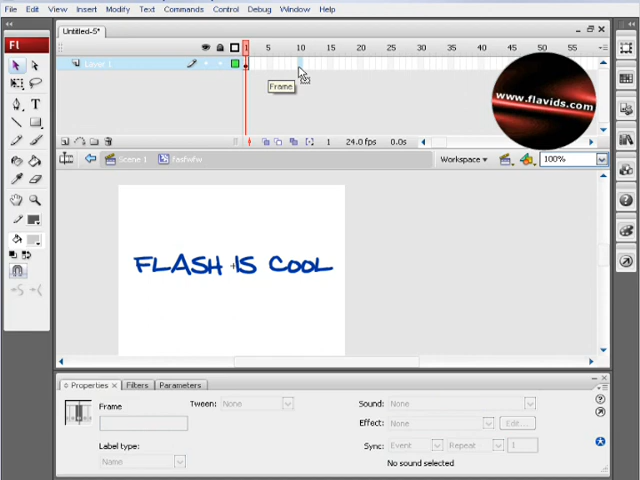 File Edit View Insert Modify Text Commands Control Debug Window Help
Untitled-5*
Fl
1 5 10 15 20 25 30 35 40 45 50 55
Layer 1
Frame
www.flavids.com
1 24.0 fps 0.0s
Scene 1 fasfwfw Workspace 100%
FLASH IS COOL
Properties Filters Parameters
Frame Tween: None Sound: None
Effect: None Edit...
Label type: Sync: Event Repeat 1
Name No sound selected